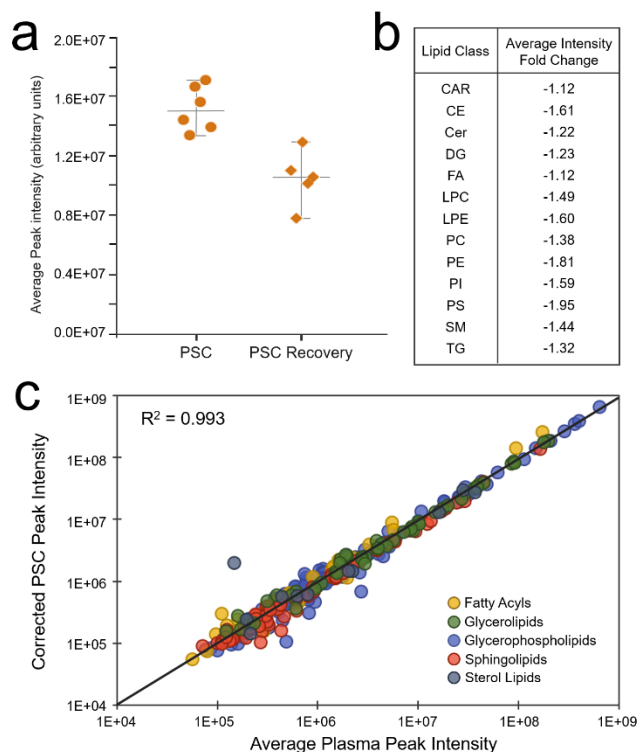 a
Average Peak intensity (arbitrary units)
2.0E+07
1.6E+07
1.2E+07
0.8E+07
0.4E+07
0.0E+07
PSC
PSC Recovery
b
Lipid Class
Average Intensity
Fold Change
CAR -1.12
CE -1.61
Cer -1.22
DG -1.23
FA -1.12
LPC -1.49
LPE -1.60
PC -1.38
PE -1.81
PI -1.59
PS -1.95
SM -1.44
TG -1.32
c
Corrected PSC Peak Intensity
1E+09
1E+08
1E+07
1E+06
1E+05
1E+04
R² = 0.993
Fatty Acyls
Glycerolipids
Glycerophospholipids
Sphingolipids
Sterol Lipids
1E+04 1E+05 1E+06 1E+07 1E+08 1E+09
Average Plasma Peak Intensity